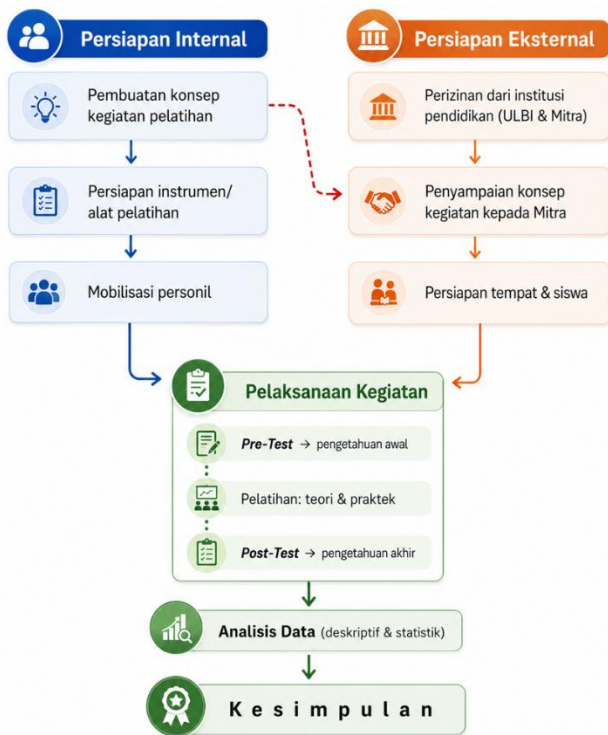 Persiapan Internal
Pembuatan konsep
kegiatan pelatihan
Persiapan instrumen/
alat pelatihan
Mobilisasi personil
Persiapan Eksternal
Perizinan dari institusi
pendidikan (ULBI & Mitra)
Penyampaian konsep
kegiatan kepada Mitra
Persiapan tempat & siswa
Pelaksanaan Kegiatan
Pre-Test → pengetahuan awal
Pelatihan: teori & praktek
Post-Test → pengetahuan akhir
Analisis Data (deskriptif & statistik)
Kesimpulan